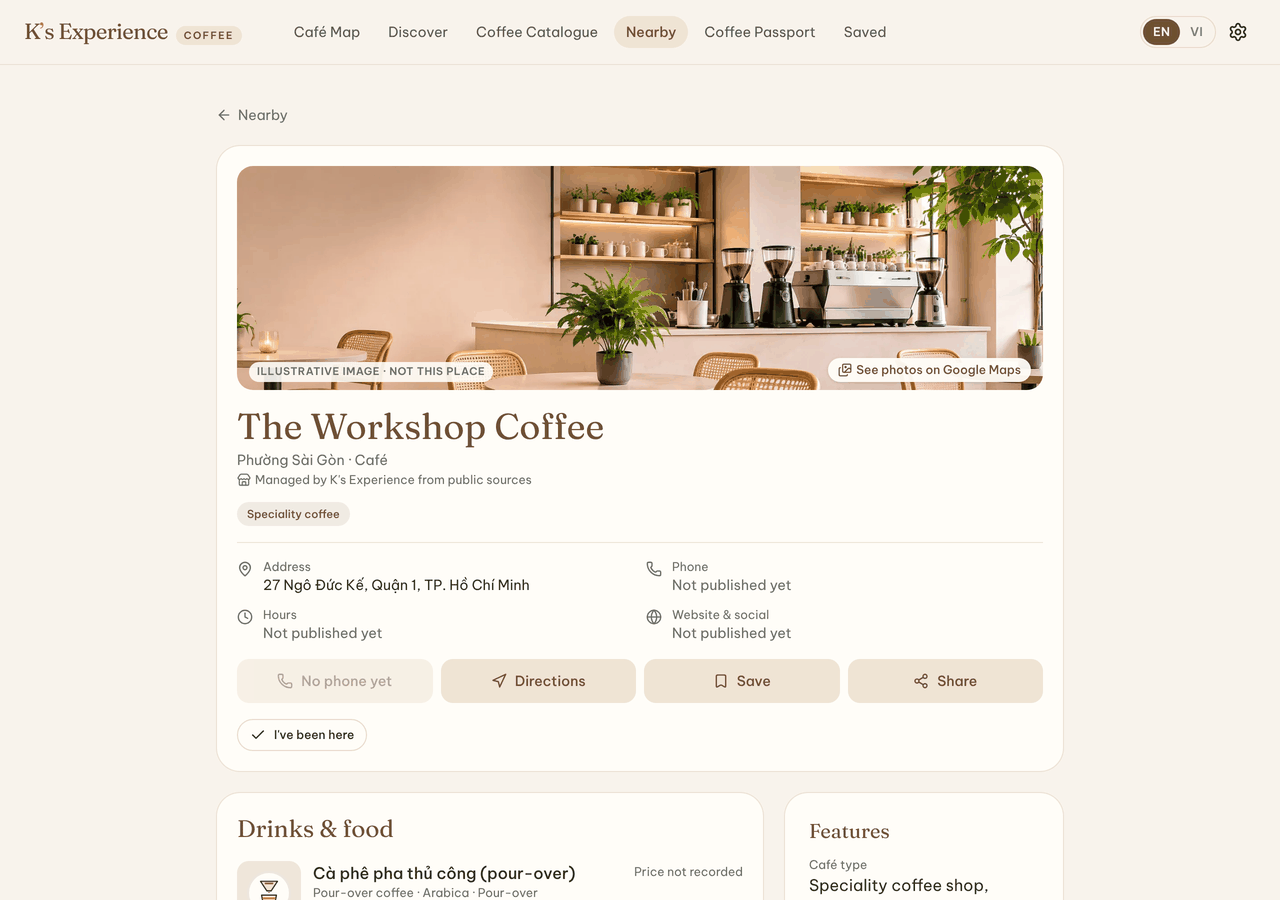 K's Experience COFFEE
Café Map
Discover
Coffee Catalogue
Nearby
Coffee Passport
Saved
EN
VI
Nearby
ILLUSTRATIVE IMAGE · NOT THIS PLACE
See photos on Google Maps
The Workshop Coffee
Phường Sài Gòn · Café
Managed by K's Experience from public sources
Speciality coffee
Address
27 Ngô Đức Kế, Quận 1, TP. Hồ Chí Minh
Phone
Not published yet
Hours
Not published yet
Website & social
Not published yet
No phone yet
Directions
Save
Share
I've been here
Drinks & food
Cà phê pha thủ công (pour-over)
Price not recorded
Pour-over coffee · Arabica · Pour-over
Features
Café type
Speciality coffee shop,